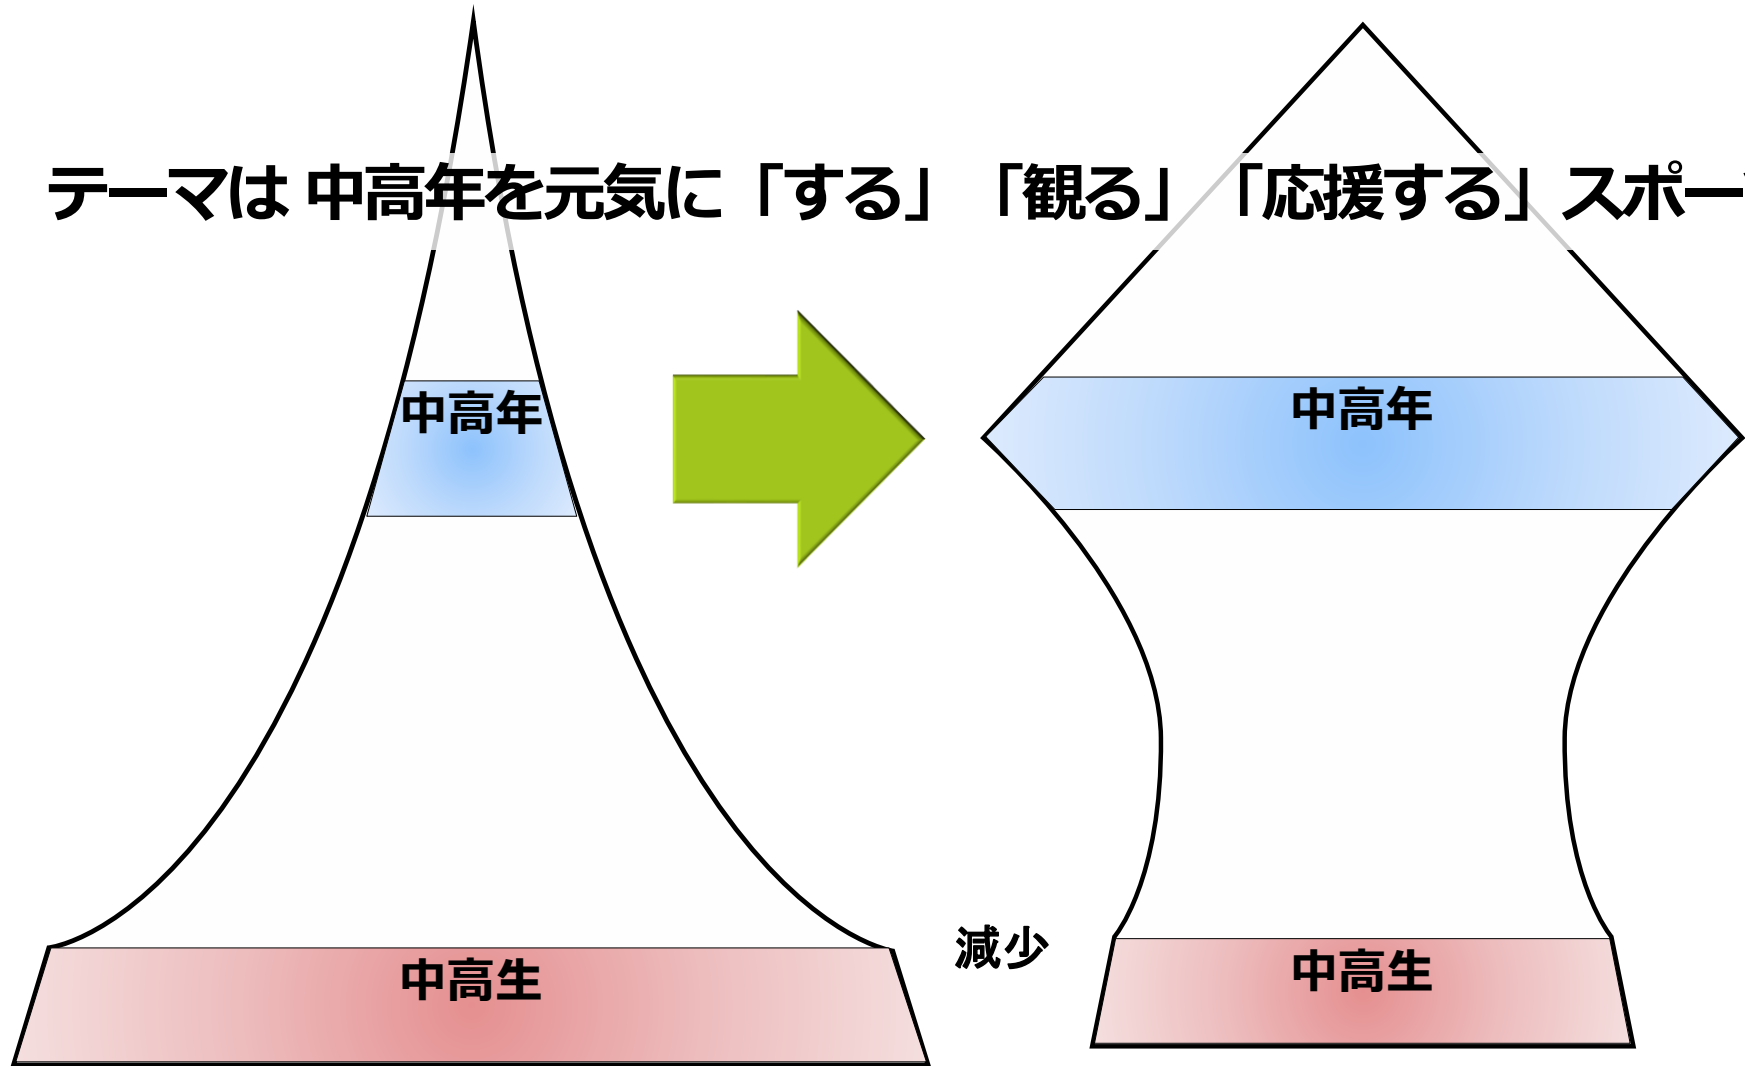 テーマは 中高年を元気に「する」「観る」「応援する」スポー
中高年
中高年
減少
中高生
中高生